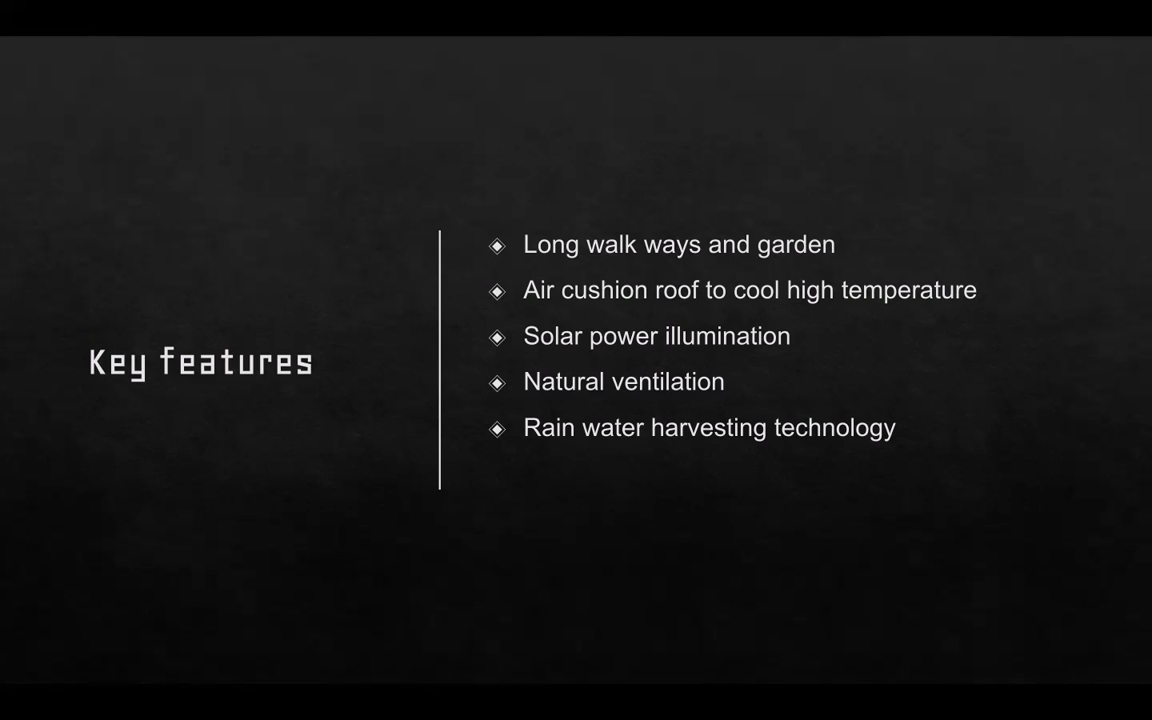 Key features
Long walk ways and garden
Air cushion roof to cool high temperature
Solar power illumination
Natural ventilation
Rain water harvesting technology